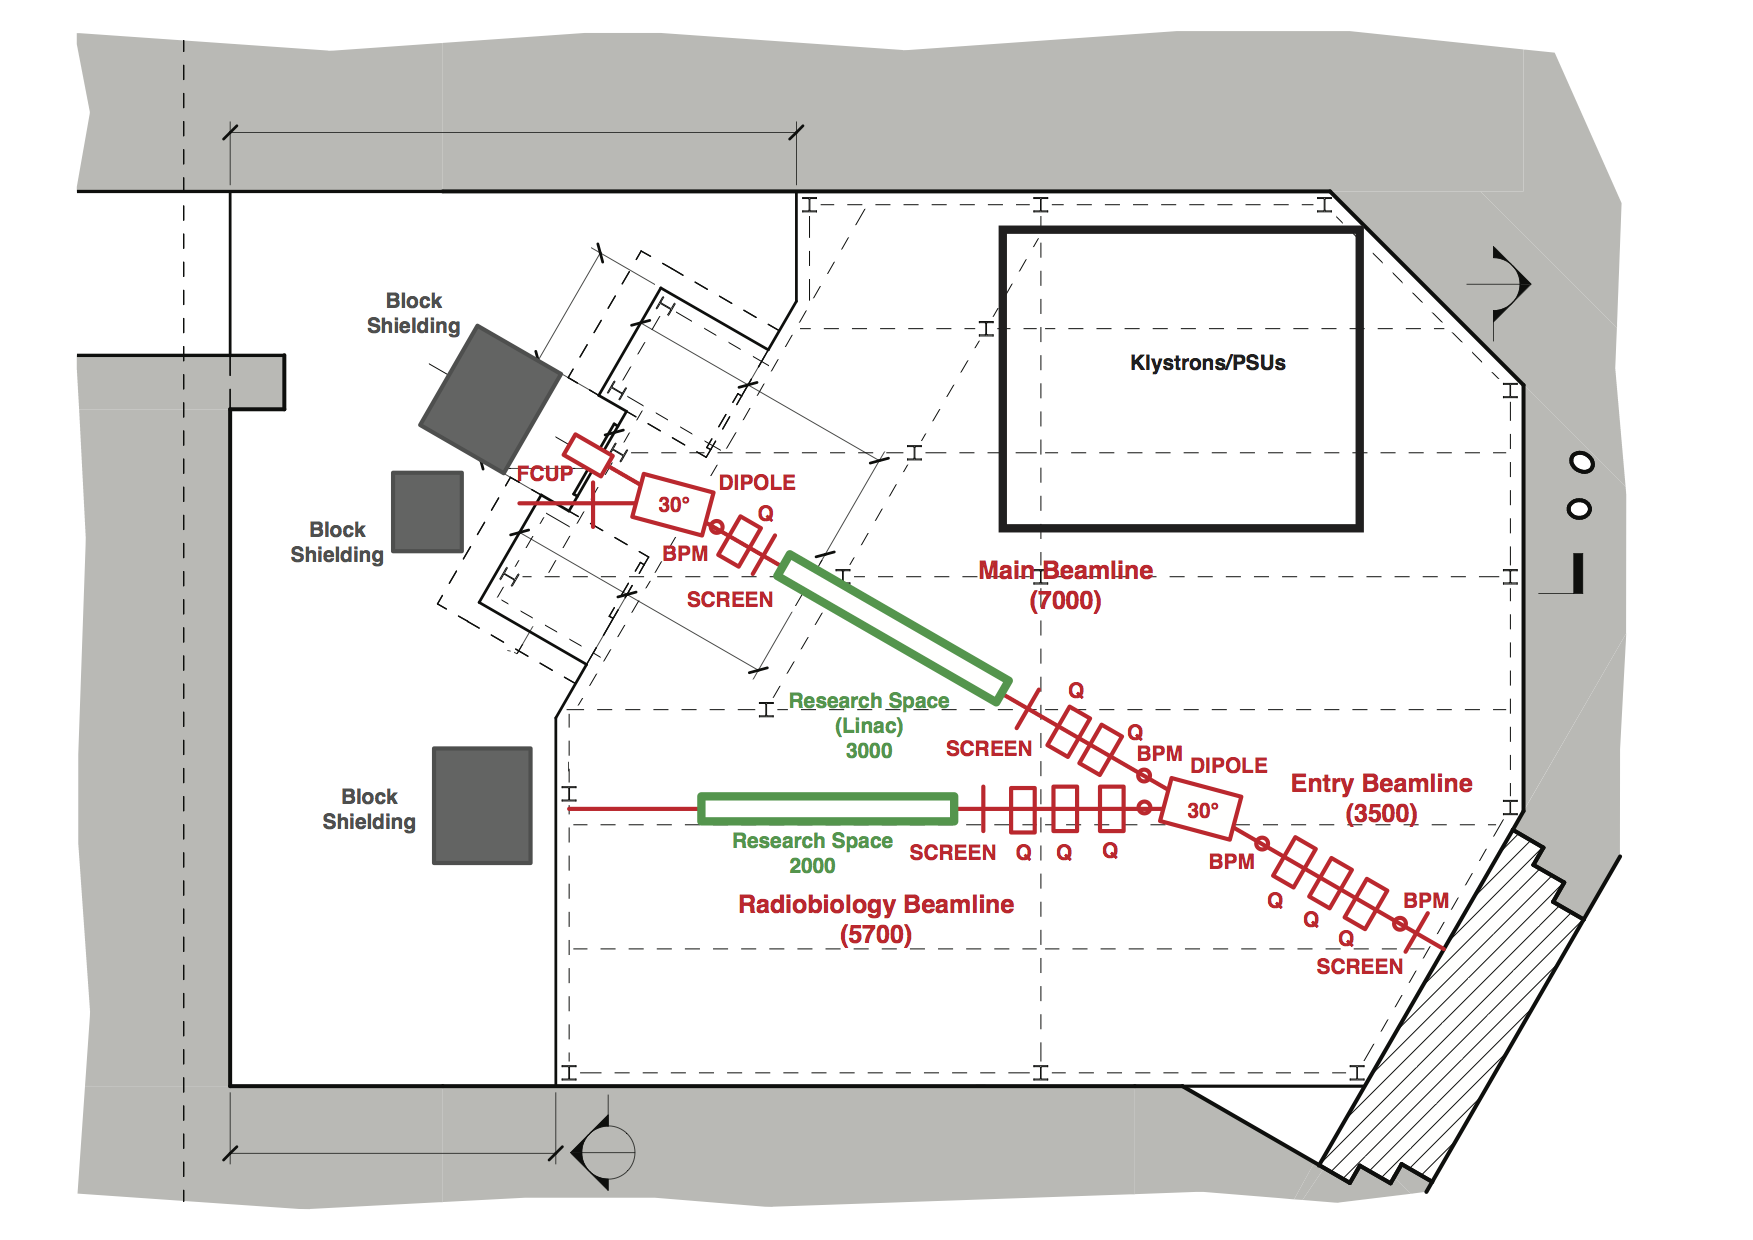 Block
Shielding
Klystrons/PSUs
FCUP
DIPOLE
30°
Q
Block
Shielding
BPM
SCREEN
Main Beamline
(7000)
Research Space
(Linac)
3000
Q
Q
SCREEN
BPM
DIPOLE
Entry Beamline
(3500)
30°
Block
Shielding
Research Space
2000
SCREEN
Q
Q
Q
BPM
Q
Q
Q
BPM
SCREEN
Radiobiology Beamline
(5700)